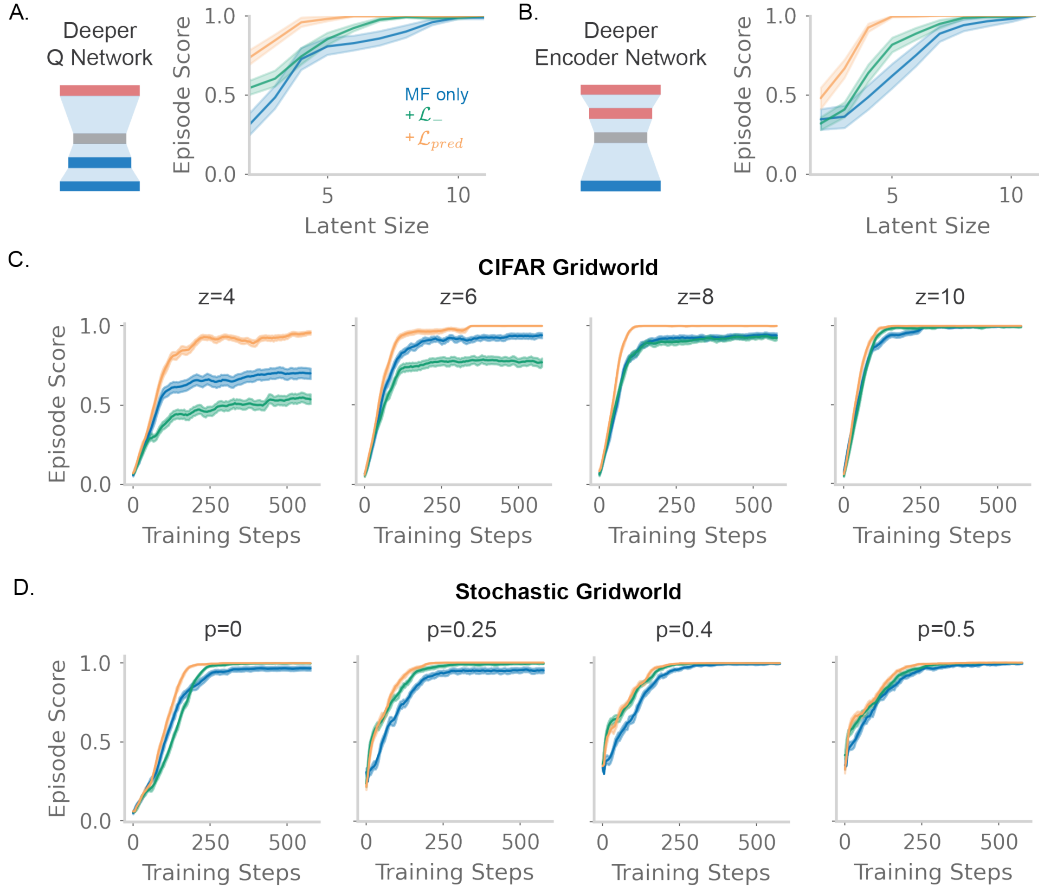 A.
Deeper
Q Network
Episode Score
1.0
0.5
0.0
5
10
Latent Size
MF only
+ ℒ₋
+ ℒ_pred
B.
Deeper
Encoder Network
Episode Score
1.0
0.5
0.0
5
10
Latent Size
C.
CIFAR Gridworld
z=4
z=6
z=8
z=10
Episode Score
1.0
0.5
0.0
0 250 500
Training Steps
0 250 500
Training Steps
0 250 500
Training Steps
0 250 500
Training Steps
D.
Stochastic Gridworld
p=0
p=0.25
p=0.4
p=0.5
Episode Score
1.0
0.5
0.0
0 250 500
Training Steps
0 250 500
Training Steps
0 250 500
Training Steps
0 250 500
Training Steps